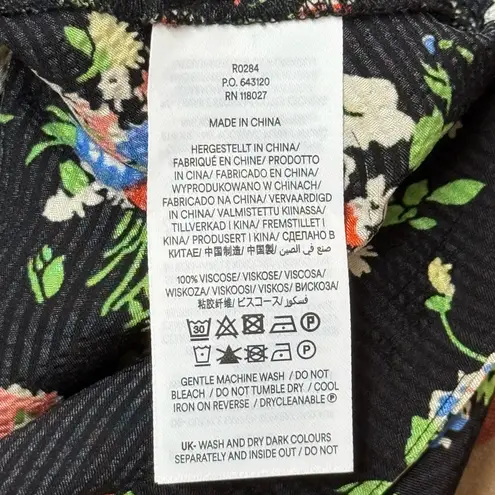 R0284
P.O. 643120
RN 118027
MADE IN CHINA
HERGESTELLT IN CHINA/
FABRIQUÉ EN CHINE/ PRODOTTO
IN CINA/ FABRICADO EN CHINA/
WYPRODUKOWANO W CHINACH/
FABRICADO NA CHINA/ VERVAARDIGD
IN CHINA/ VALMISTETTU KIINASSA/
TILLVERKAD I KINA/ FREMSTILLET I
KINA/ PRODUSERT I KINA/ СДЕЛАНО В
КИТАЕ/ 中国制造/ 中国製/ صنع في الصين
100% VISCOSE/ VISKOSE/ VISCOSA/
WISKOZA/ VISKOOSI/ VISKOS/ ВИСКОЗА/
粘胶纤维/ ビスコース/ فسكوز
30 P
P
GENTLE MACHINE WASH / DO NOT
BLEACH / DO NOT TUMBLE DRY / COOL
IRON ON REVERSE / DRYCLEANABLE Ⓟ
UK- WASH AND DRY DARK COLOURS
SEPARATELY AND INSIDE OUT / DO NOT